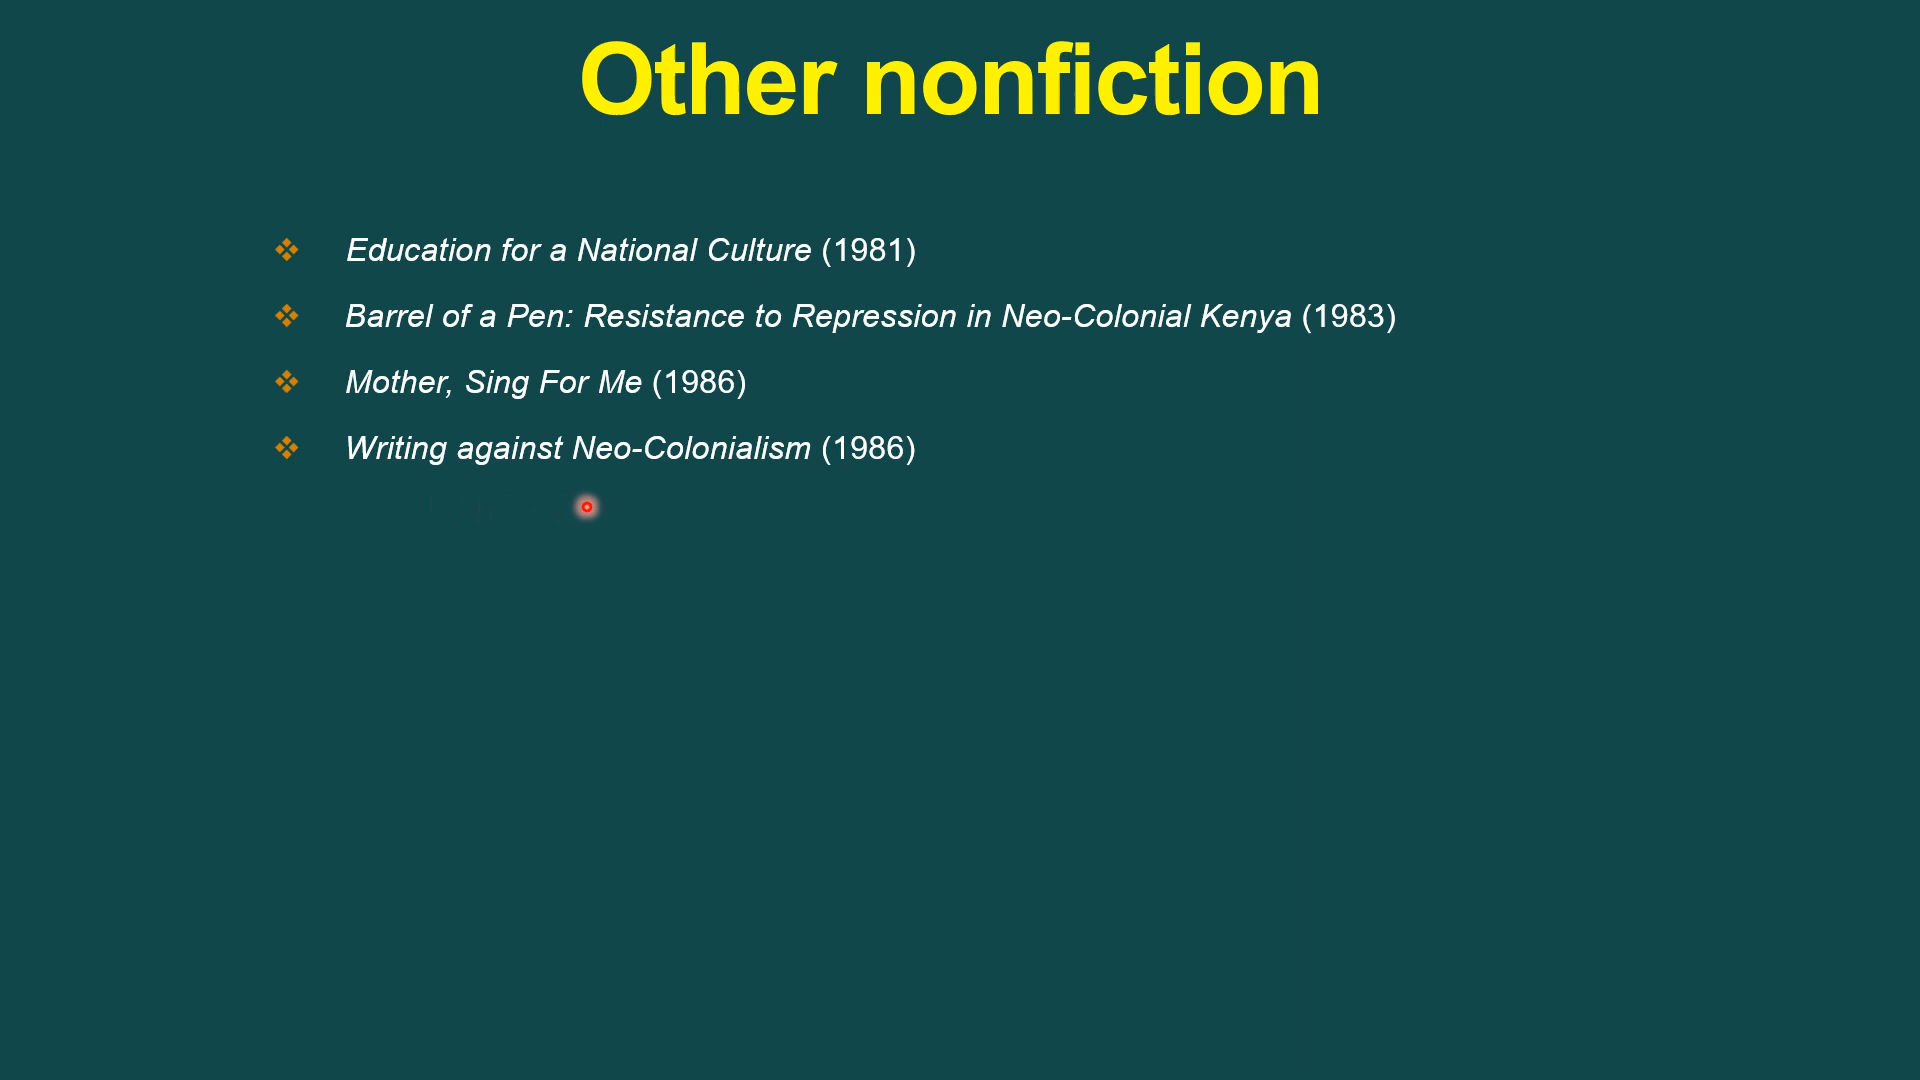 Other nonfiction
Education for a National Culture (1981)
Barrel of a Pen: Resistance to Repression in Neo-Colonial Kenya (1983)
Mother, Sing For Me (1986)
Writing against Neo-Colonialism (1986)